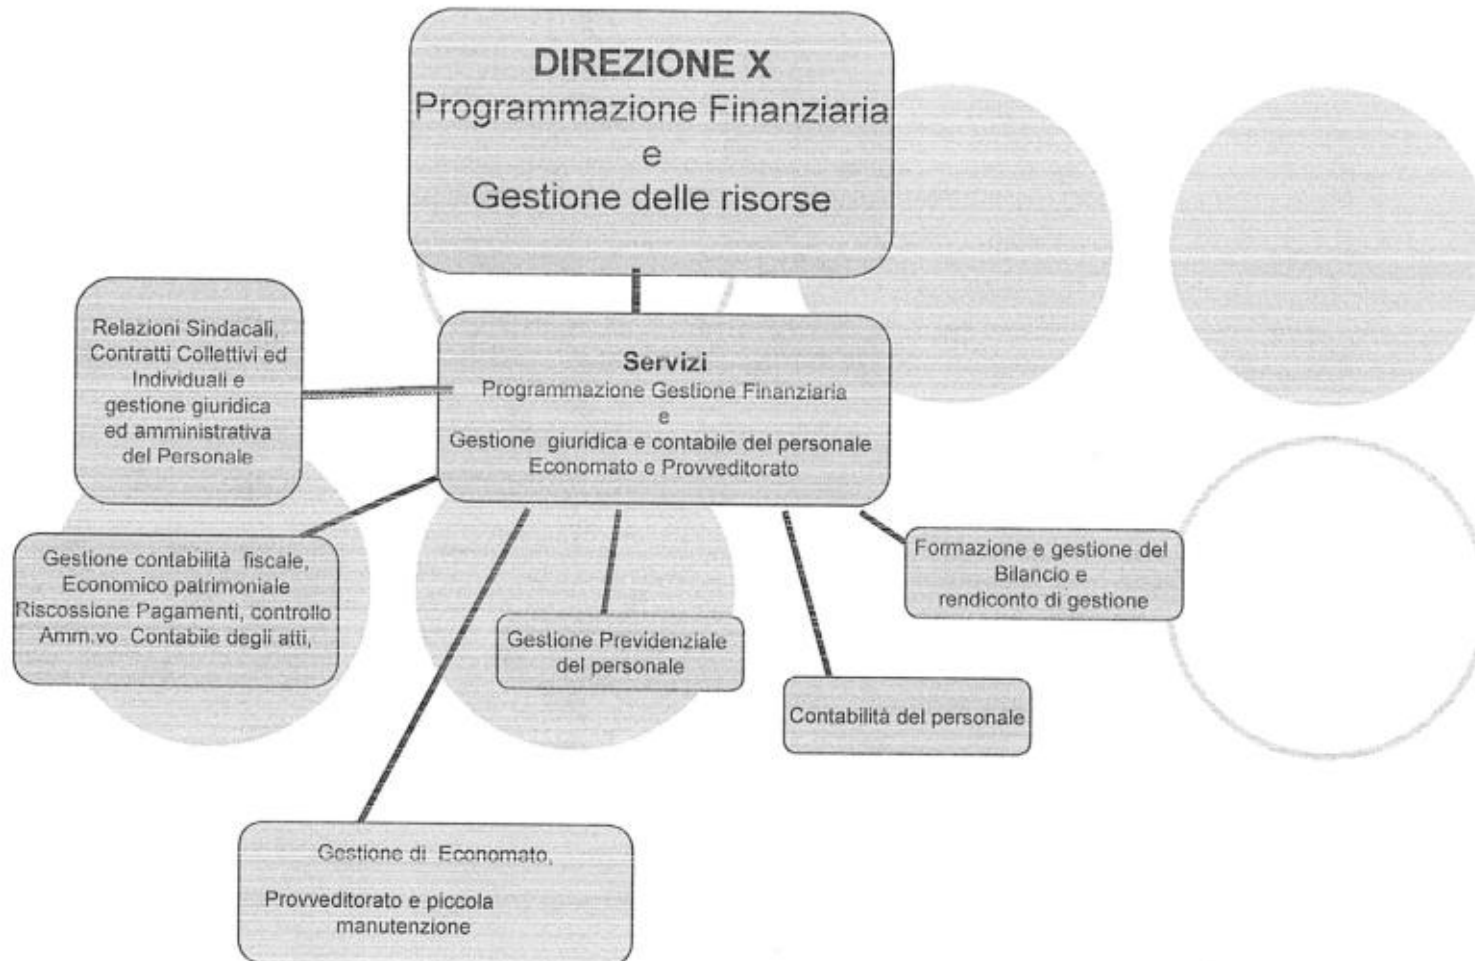 DIREZIONE X
Programmazione Finanziaria
e
Gestione delle risorse
Relazioni Sindacali,
Contratti Collettivi ed
Individuali e
gestione giuridica
ed amministrativa
del Personale
Servizi
Programmazione Gestione Finanziaria
e
Gestione giuridica e contabile del personale
Economato e Provveditorato
Gestione contabilità fiscale,
Economico patrimoniale
Riscossione Pagamenti, controllo
Amm.vo Contabile degli atti,
Gestione Previdenziale
del personale
Contabilità del personale
Formazione e gestione del
Bilancio e
rendiconto di gestione
Gestione di Economato,
Provveditorato e piccola
manutenzione